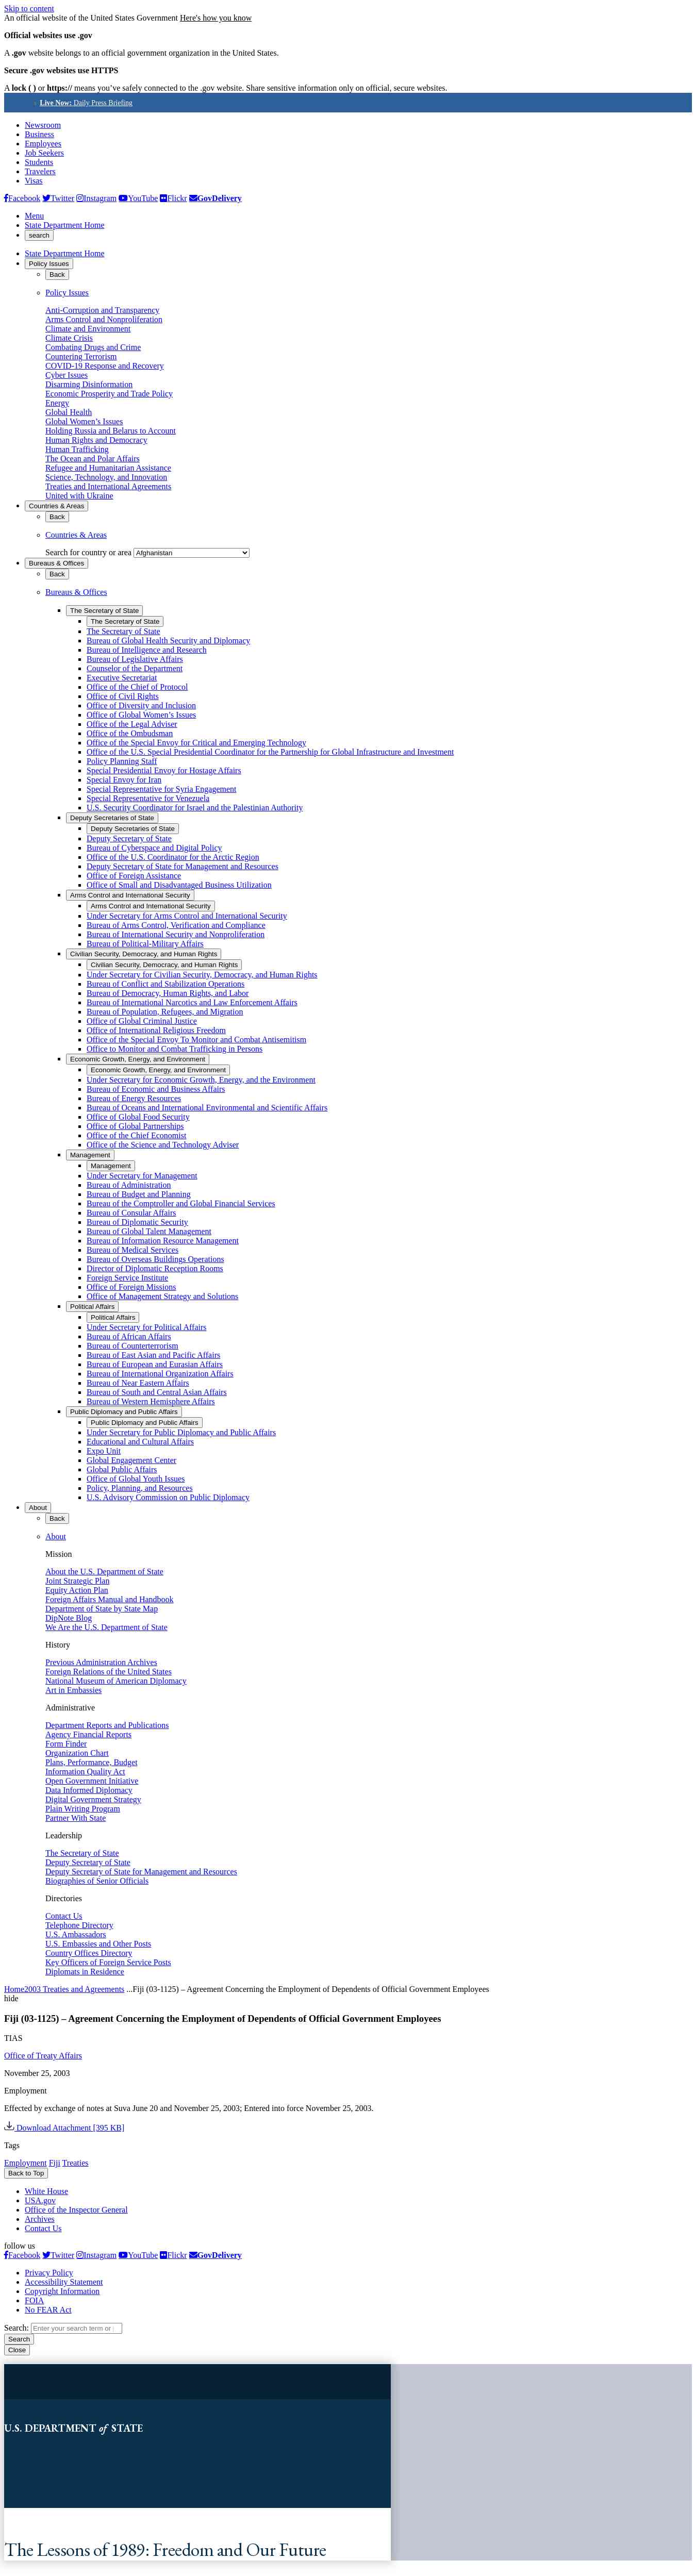 Skip to content
An official website of the United States Government Here's how you know
Official websites use .gov
A .gov website belongs to an official government organization in the United States.
Secure .gov websites use HTTPS
A lock ( ) or https:// means you've safely connected to the .gov website. Share sensitive information only on official, secure websites.
Live Now: Daily Press Briefing
Newsroom
Business
Employees
Job Seekers
Students
Travelers
Visas
Facebook Twitter Instagram YouTube Flickr GovDelivery
Menu
State Department Home
search
State Department Home
Policy Issues
Back
Policy Issues
Anti-Corruption and Transparency
Arms Control and Nonproliferation
Climate and Environment
Climate Crisis
Combating Drugs and Crime
Countering Terrorism
COVID-19 Response and Recovery
Cyber Issues
Disarming Disinformation
Economic Prosperity and Trade Policy
Energy
Global Health
Global Women's Issues
Holding Russia and Belarus to Account
Human Rights and Democracy
Human Trafficking
The Ocean and Polar Affairs
Refugee and Humanitarian Assistance
Science, Technology, and Innovation
Treaties and International Agreements
United with Ukraine
Countries & Areas
Back
Countries & Areas
Search for country or area Afghanistan
Bureaus & Offices
Back
Bureaus & Offices
The Secretary of State
The Secretary of State
The Secretary of State
Bureau of Global Health Security and Diplomacy
Bureau of Intelligence and Research
Bureau of Legislative Affairs
Counselor of the Department
Executive Secretariat
Office of the Chief of Protocol
Office of Civil Rights
Office of Diversity and Inclusion
Office of Global Women's Issues
Office of the Legal Adviser
Office of the Ombudsman
Office of the Special Envoy for Critical and Emerging Technology
Office of the U.S. Special Presidential Coordinator for the Partnership for Global Infrastructure and Investment
Policy Planning Staff
Special Presidential Envoy for Hostage Affairs
Special Envoy for Iran
Special Representative for Syria Engagement
Special Representative for Venezuela
U.S. Security Coordinator for Israel and the Palestinian Authority
Deputy Secretaries of State
Deputy Secretaries of State
Deputy Secretary of State
Bureau of Cyberspace and Digital Policy
Office of the U.S. Coordinator for the Arctic Region
Deputy Secretary of State for Management and Resources
Office of Foreign Assistance
Office of Small and Disadvantaged Business Utilization
Arms Control and International Security
Arms Control and International Security
Under Secretary for Arms Control and International Security
Bureau of Arms Control, Verification and Compliance
Bureau of International Security and Nonproliferation
Bureau of Political-Military Affairs
Civilian Security, Democracy, and Human Rights
Civilian Security, Democracy, and Human Rights
Under Secretary for Civilian Security, Democracy, and Human Rights
Bureau of Conflict and Stabilization Operations
Bureau of Democracy, Human Rights, and Labor
Bureau of International Narcotics and Law Enforcement Affairs
Bureau of Population, Refugees, and Migration
Office of Global Criminal Justice
Office of International Religious Freedom
Office of the Special Envoy To Monitor and Combat Antisemitism
Office to Monitor and Combat Trafficking in Persons
Economic Growth, Energy, and Environment
Economic Growth, Energy, and Environment
Under Secretary for Economic Growth, Energy, and the Environment
Bureau of Economic and Business Affairs
Bureau of Energy Resources
Bureau of Oceans and International Environmental and Scientific Affairs
Office of Global Food Security
Office of Global Partnerships
Office of the Chief Economist
Office of the Science and Technology Adviser
Management
Management
Under Secretary for Management
Bureau of Administration
Bureau of Budget and Planning
Bureau of the Comptroller and Global Financial Services
Bureau of Consular Affairs
Bureau of Diplomatic Security
Bureau of Global Talent Management
Bureau of Information Resource Management
Bureau of Medical Services
Bureau of Overseas Buildings Operations
Director of Diplomatic Reception Rooms
Foreign Service Institute
Office of Foreign Missions
Office of Management Strategy and Solutions
Political Affairs
Political Affairs
Under Secretary for Political Affairs
Bureau of African Affairs
Bureau of Counterterrorism
Bureau of East Asian and Pacific Affairs
Bureau of European and Eurasian Affairs
Bureau of International Organization Affairs
Bureau of Near Eastern Affairs
Bureau of South and Central Asian Affairs
Bureau of Western Hemisphere Affairs
Public Diplomacy and Public Affairs
Public Diplomacy and Public Affairs
Under Secretary for Public Diplomacy and Public Affairs
Educational and Cultural Affairs
Expo Unit
Global Engagement Center
Global Public Affairs
Office of Global Youth Issues
Policy, Planning, and Resources
U.S. Advisory Commission on Public Diplomacy
About
Back
About
Mission
About the U.S. Department of State
Joint Strategic Plan
Equity Action Plan
Foreign Affairs Manual and Handbook
Department of State by State Map
DipNote Blog
We Are the U.S. Department of State
History
Previous Administration Archives
Foreign Relations of the United States
National Museum of American Diplomacy
Art in Embassies
Administrative
Department Reports and Publications
Agency Financial Reports
Form Finder
Organization Chart
Plans, Performance, Budget
Information Quality Act
Open Government Initiative
Data Informed Diplomacy
Digital Government Strategy
Plain Writing Program
Partner With State
Leadership
The Secretary of State
Deputy Secretary of State
Deputy Secretary of State for Management and Resources
Biographies of Senior Officials
Directories
Contact Us
Telephone Directory
U.S. Ambassadors
U.S. Embassies and Other Posts
Country Offices Directory
Key Officers of Foreign Service Posts
Diplomats in Residence
Home2003 Treaties and Agreements ...Fiji (03-1125) – Agreement Concerning the Employment of Dependents of Official Government Employees
hide
Fiji (03-1125) – Agreement Concerning the Employment of Dependents of Official Government Employees
TIAS
Office of Treaty Affairs
November 25, 2003
Employment
Effected by exchange of notes at Suva June 20 and November 25, 2003; Entered into force November 25, 2003.
Download Attachment [395 KB]
Tags
Employment Fiji Treaties
Back to Top
White House
USA.gov
Office of the Inspector General
Archives
Contact Us
follow us
Facebook Twitter Instagram YouTube Flickr GovDelivery
Privacy Policy
Accessibility Statement
Copyright Information
FOIA
No FEAR Act
Search: Enter your search term or
Search
Close
U.S. DEPARTMENT of STATE
The Lessons of 1989: Freedom and Our Future